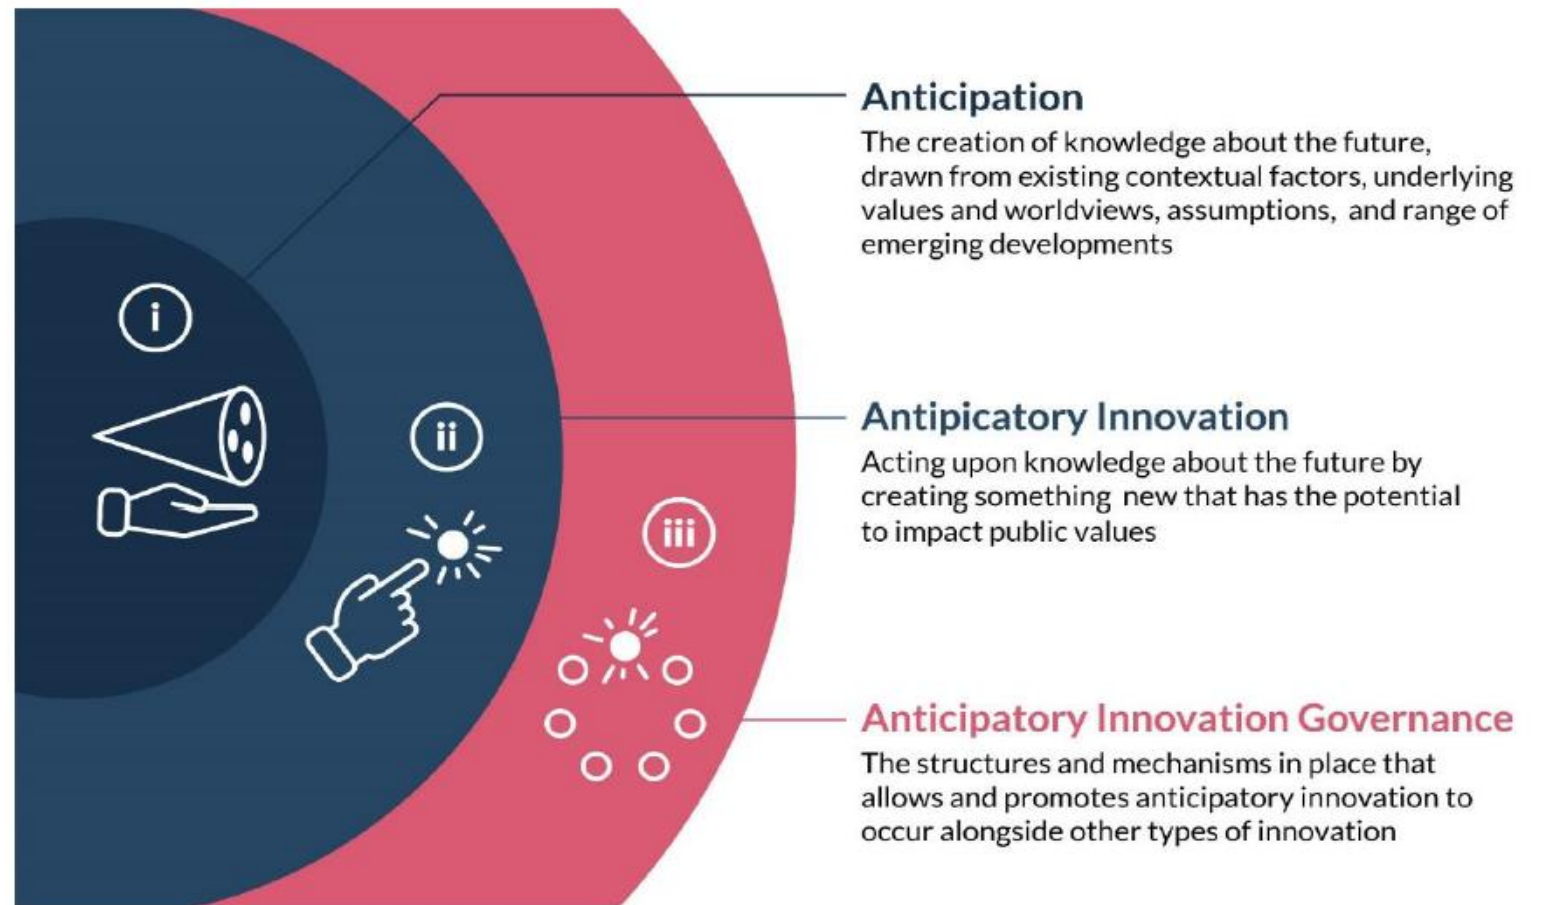 Anticipation
The creation of knowledge about the future,
drawn from existing contextual factors, underlying
values and worldviews, assumptions, and range of
emerging developments
i
ii
Antipicatory Innovation
Acting upon knowledge about the future by
creating something new that has the potential
to impact public values
iii
Anticipatory Innovation Governance
The structures and mechanisms in place that
allows and promotes anticipatory innovation to
occur alongside other types of innovation